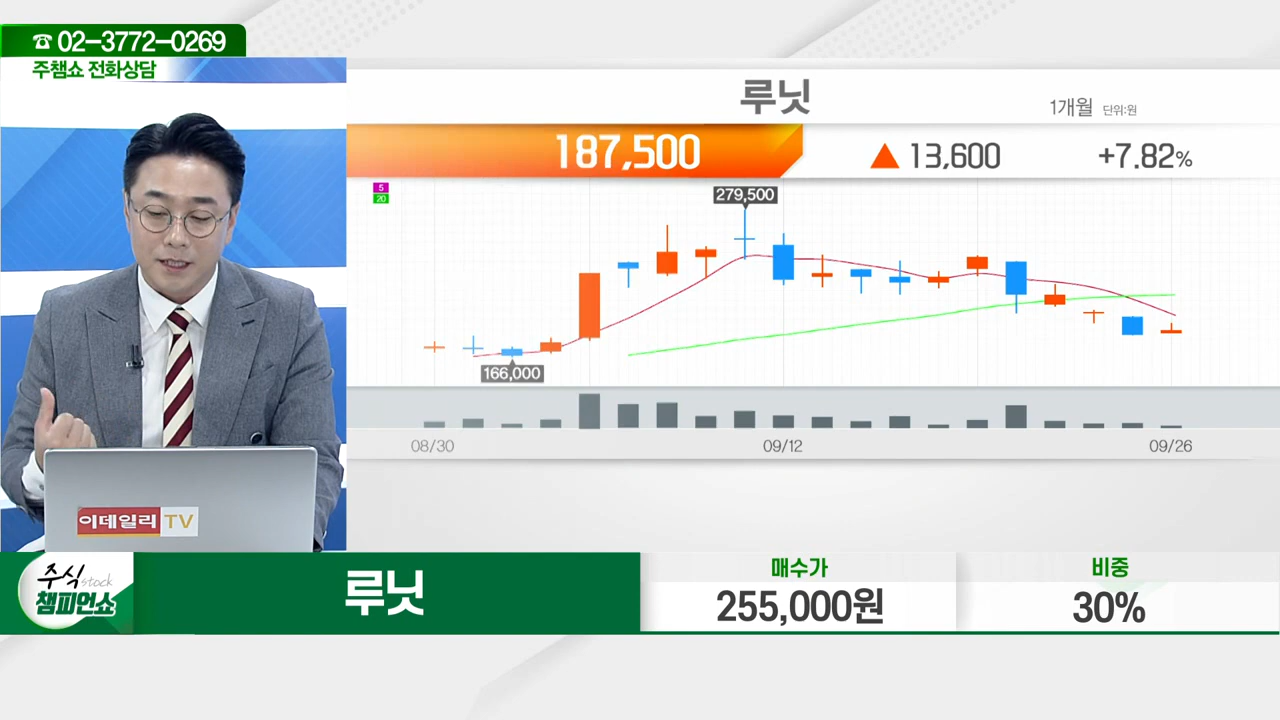 ☎ 02-3772-0269
주챔쇼 전화상담
루닛
1개월 단위:원
187,500 ▲ 13,600 +7.82%
5
20
279,500
166,000
08/30 09/12 09/26
이데일리 TV
주식 stock
챔피언쇼
루닛
매수가
255,000원
비중
30%